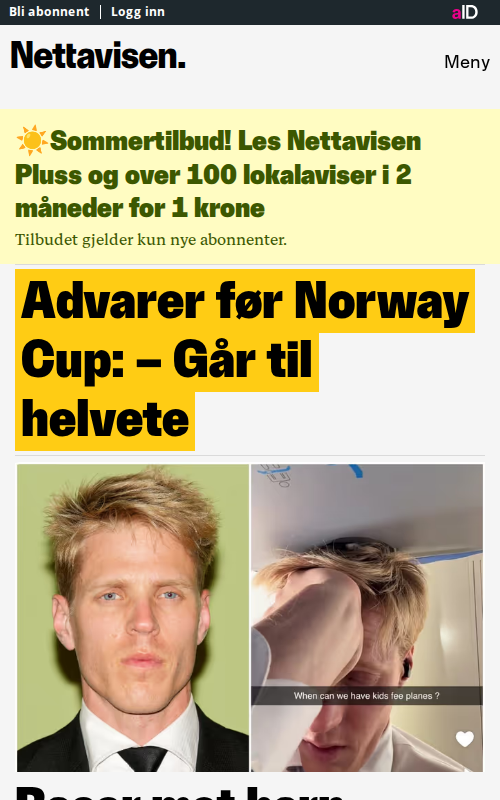 Bli abonnent | Logg inn
aID
Nettavisen.
Meny
☀️Sommertilbud! Les Nettavisen
Pluss og over 100 lokalaviser i 2
måneder for 1 krone
Tilbudet gjelder kun nye abonnenter.
Advarer før Norway
Cup: – Går til
helvete
When can we have kids fee planes ?